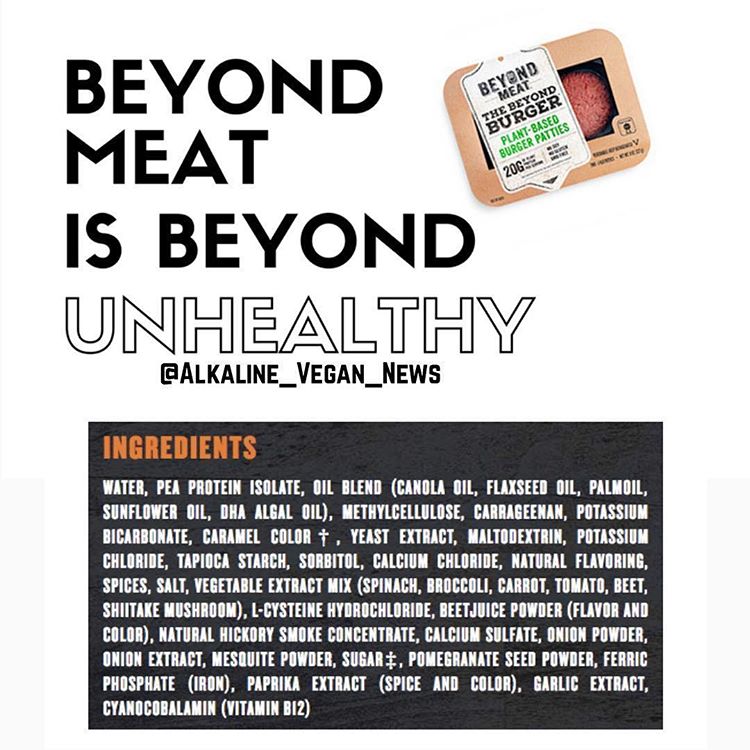 BEYOND
MEAT
IS BEYOND
UNHEALTHY
@ALKALINE_VEGAN_NEWS
BEYOND
MEAT
THE BEYOND
BURGER
PLANT-BASED
BURGER PATTIES
20G
INGREDIENTS
WATER, PEA PROTEIN ISOLATE, OIL BLEND (CANOLA OIL, FLAXSEED OIL, PALMOIL,
SUNFLOWER OIL, DHA ALGAL OIL), METHYLCELLULOSE, CARRAGEENAN, POTASSIUM
BICARBONATE, CARAMEL COLOR †, YEAST EXTRACT, MALTODEXTRIN, POTASSIUM
CHLORIDE, TAPIOCA STARCH, SORBITOL, CALCIUM CHLORIDE, NATURAL FLAVORING,
SPICES, SALT, VEGETABLE EXTRACT MIX (SPINACH, BROCCOLI, CARROT, TOMATO, BEET,
SHIITAKE MUSHROOM), L-CYSTEINE HYDROCHLORIDE, BEETJUICE POWDER (FLAVOR AND
COLOR), NATURAL HICKORY SMOKE CONCENTRATE, CALCIUM SULFATE, ONION POWDER,
ONION EXTRACT, MESQUITE POWDER, SUGAR‡, POMEGRANATE SEED POWDER, FERRIC
PHOSPHATE (IRON), PAPRIKA EXTRACT (SPICE AND COLOR), GARLIC EXTRACT,
CYANOCOBALAMIN (VITAMIN B12)